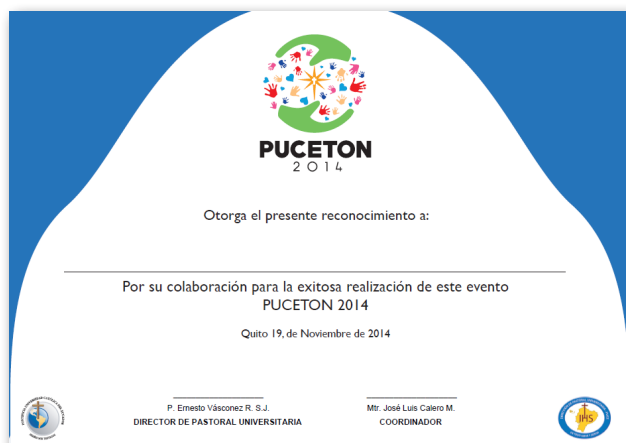 PUCETON
2014
Otorga el presente reconocimiento a:
Por su colaboración para la exitosa realización de este evento
PUCETON 2014
Quito 19, de Noviembre de 2014
P. Ernesto Vásconez R. S.J.
DIRECTOR DE PASTORAL UNIVERSITARIA
Mtr. José Luis Calero M.
COORDINADOR
IHS